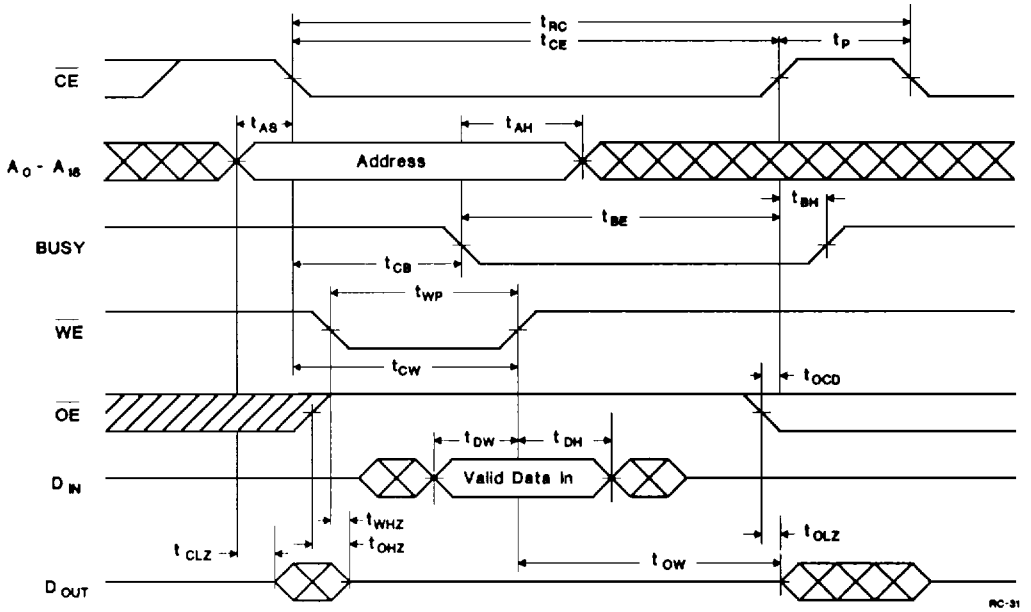 tRC
tCE
tP
CE
tAS
tAH
A0 - A16
Address
tBE
tBH
BUSY
tCB
tWP
WE
tCW
tOCD
OE
tDW
tDH
DIN
Valid Data In
tWHZ
tCLZ
tOHZ
tOLZ
tOW
DOUT
RC-31